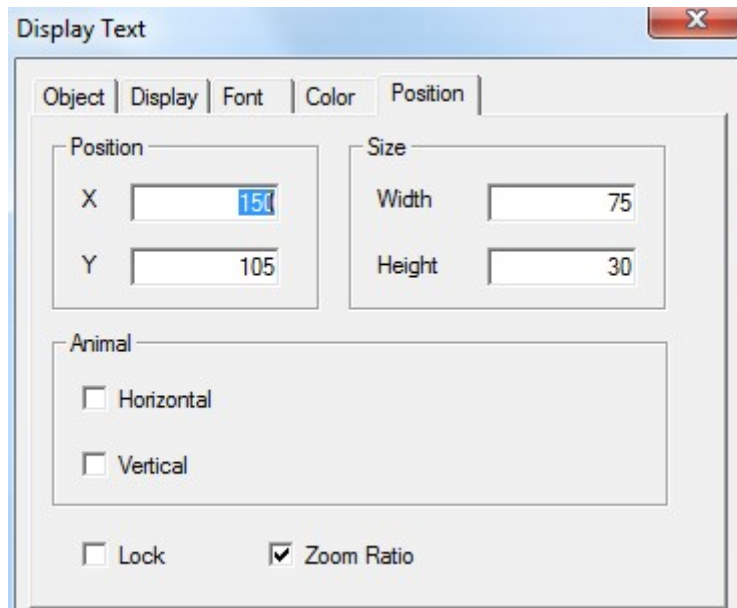 Display Text
x
Object Display Font Color Position
Position Size
X 150 Width 75
Y 105 Height 30
Animal
Horizontal
Vertical
Lock Zoom Ratio